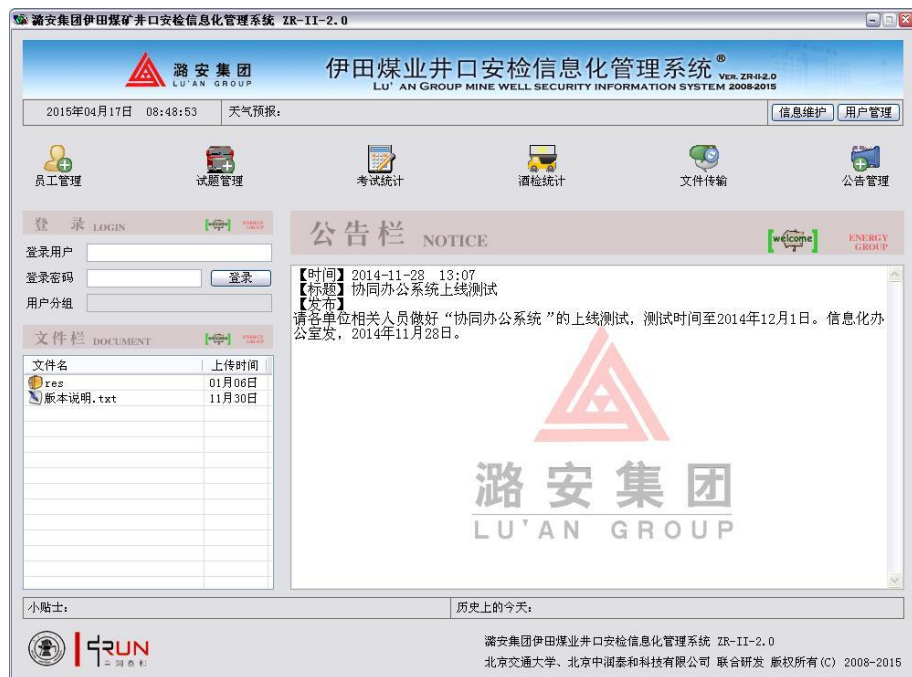 潞安集团伊田煤矿井口安检信息化管理系统 ZR-II-2.0
潞安集团
LU'AN GROUP
伊田煤业井口安检信息化管理系统® VER. ZR-II-2.0
LU' AN GROUP MINE WELL SECURITY INFORMATION SYSTEM 2008-2015
2015年04月17日 08:48:53 天气预报: 信息维护 用户管理
员工管理 试题管理 考试统计 酒检统计 文件传输 公告管理
登 录 LOGIN welcome ENERGY GROUP
登录用户
登录密码 登录
用户分组
文件栏 DOCUMENT welcome ENERGY GROUP
文件名 上传时间
res 01月06日
版本说明.txt 11月30日
公告栏 NOTICE welcome ENERGY GROUP
【时间】2014-11-28 13:07
【标题】协同办公系统上线测试
【发布】
请各单位相关人员做好“协同办公系统”的上线测试, 测试时间至2014年12月1日。信息化办
公室发, 2014年11月28日。
潞安集团
LU'AN GROUP
小贴士: 历史上的今天:
RUN
潞安集团伊田煤业井口安检信息化管理系统 ZR-II-2.0
北京交通大学、北京中润泰和科技有限公司 联合研发 版权所有(C) 2008-2015